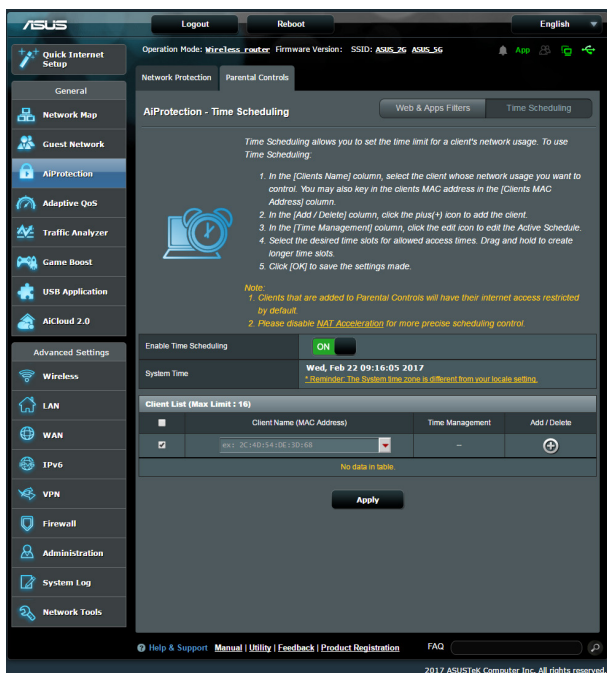 ASUS
Logout
Reboot
English
Quick Internet
Setup
Operation Mode: Wireless router Firmware Version: SSID: ASUS_2G ASUS_5G
App
Network Protection
Parental Controls
General
Network Map
Guest Network
AiProtection
Adaptive QoS
Traffic Analyzer
Game Boost
USB Application
AiCloud 2.0
Advanced Settings
Wireless
LAN
WAN
IPv6
VPN
Firewall
Administration
System Log
Network Tools
AiProtection - Time Scheduling
Web & Apps Filters
Time Scheduling
Time Scheduling allows you to set the time limit for a client's network usage. To use
Time Scheduling:
1. In the [Clients Name] column, select the client whose network usage you want to
control. You may also key in the clients MAC address in the [Clients MAC
Address] column.
2. In the [Add / Delete] column, click the plus(+) icon to add the client.
3. In the [Time Management] column, click the edit icon to edit the Active Schedule.
4. Select the desired time slots for allowed access times. Drag and hold to create
longer time slots.
5. Click [OK] to save the settings made.
Note:
1. Clients that are added to Parental Controls will have their internet access restricted
by default.
2. Please disable NAT Acceleration for more precise scheduling control.
Enable Time Scheduling
ON
System Time
Wed, Feb 22 09:16:05 2017
* Reminder: The System time zone is different from your locale setting.
Client List (Max Limit : 16)
Client Name (MAC Address)
Time Management
Add / Delete
ex: 2C:4D:54:DE:3D:68
–
No data in table.
Apply
Help & Support Manual | Utility | Feedback | Product Registration
FAQ
2017 ASUSTeK Computer Inc. All rights reserved.